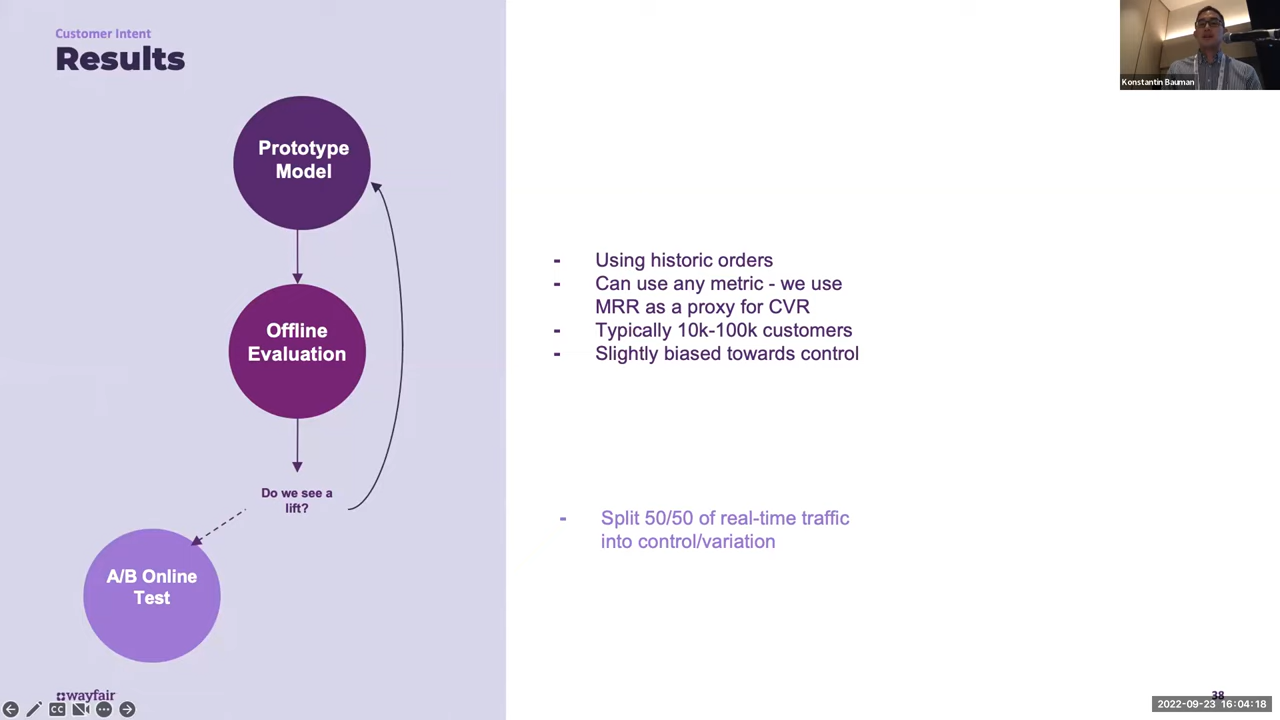 Customer Intent
Results
Konstantin Bauman
Prototype
Model
- Using historic orders
- Can use any metric - we use
MRR as a proxy for CVR
- Typically 10k-100k customers
- Slightly biased towards control
Offline
Evaluation
Do we see a
lift?
- Split 50/50 of real-time traffic
into control/variation
A/B Online
Test
wayfair
CC
38
2022-09-23 16:04:18